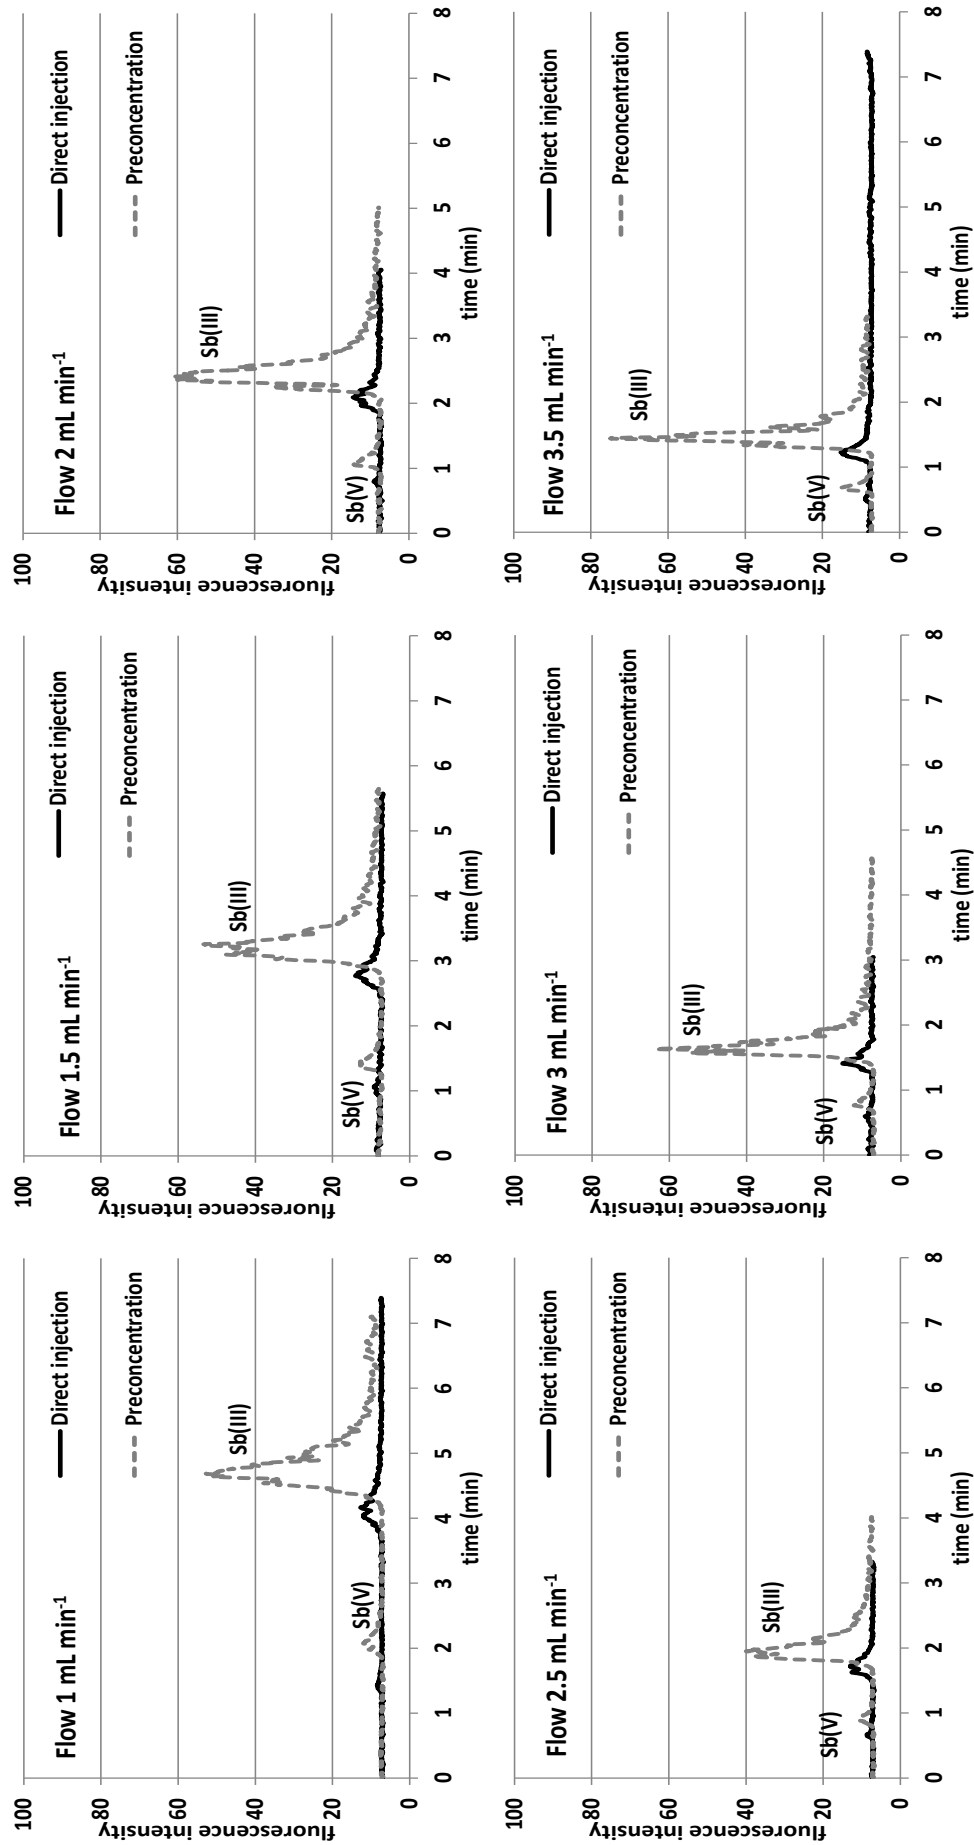 Flow 1 mL min-1
Direct injection
Preconcentration
Sb(V)
Sb(III)
fluorescence intensity
100
80
60
40
20
0
0 1 2 3 4 5 6 7 8
time (min)
Flow 1.5 mL min-1
Direct injection
Preconcentration
Sb(V)
Sb(III)
fluorescence intensity
100
80
60
40
20
0
0 1 2 3 4 5 6 7 8
time (min)
Flow 2 mL min-1
Direct injection
Preconcentration
Sb(V)
Sb(III)
fluorescence intensity
100
80
60
40
20
0
0 1 2 3 4 5 6 7 8
time (min)
Flow 2.5 mL min-1
Direct injection
Preconcentration
Sb(V)
Sb(III)
fluorescence intensity
100
80
60
40
20
0
0 1 2 3 4 5 6 7 8
time (min)
Flow 3 mL min-1
Direct injection
Preconcentration
Sb(V)
Sb(III)
fluorescence intensity
100
80
60
40
20
0
0 1 2 3 4 5 6 7 8
time (min)
Flow 3.5 mL min-1
Direct injection
Preconcentration
Sb(V)
Sb(III)
fluorescence intensity
100
80
60
40
20
0
0 1 2 3 4 5 6 7 8
time (min)